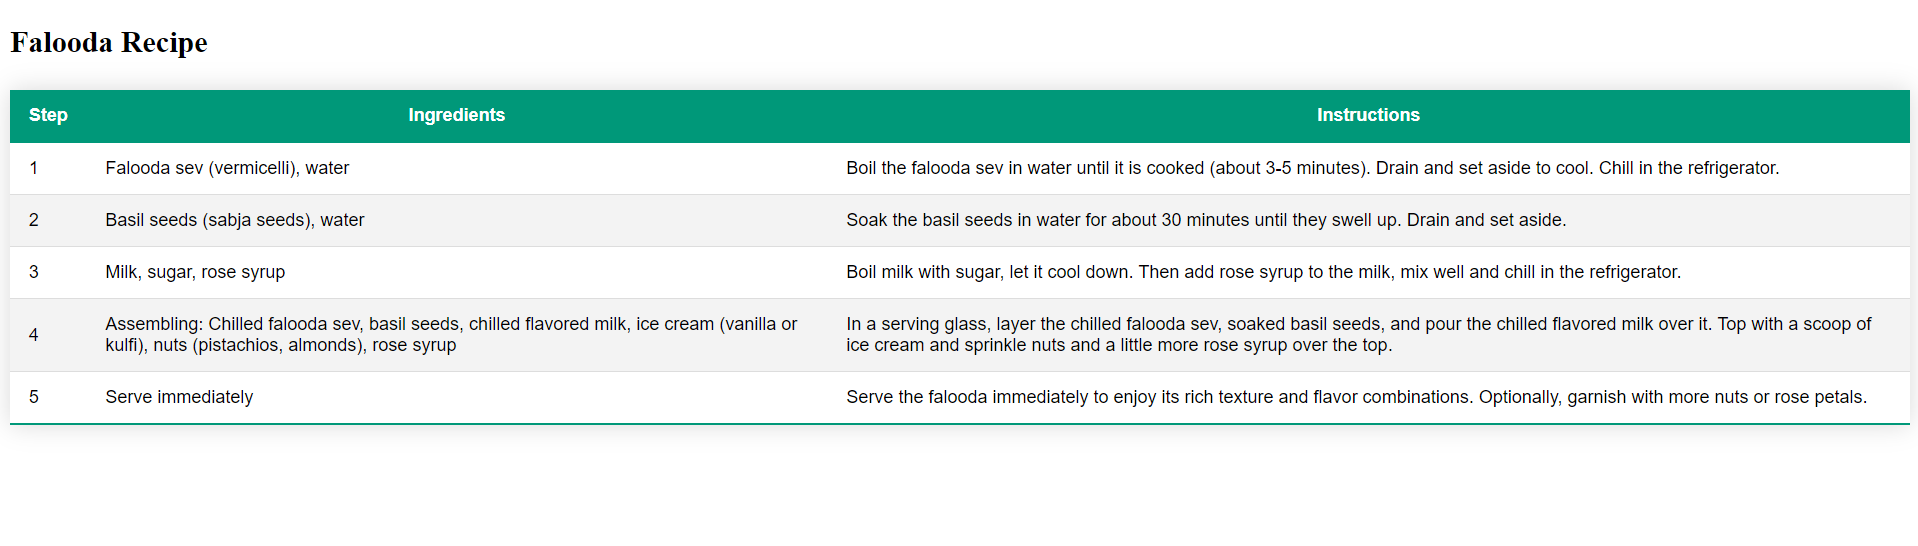 Falooda Recipe
Step Ingredients Instructions
1 Falooda sev (vermicelli), water Boil the falooda sev in water until it is cooked (about 3-5 minutes). Drain and set aside to cool. Chill in the refrigerator.
2 Basil seeds (sabja seeds), water Soak the basil seeds in water for about 30 minutes until they swell up. Drain and set aside.
3 Milk, sugar, rose syrup Boil milk with sugar, let it cool down. Then add rose syrup to the milk, mix well and chill in the refrigerator.
4 Assembling: Chilled falooda sev, basil seeds, chilled flavored milk, ice cream (vanilla or
kulfi), nuts (pistachios, almonds), rose syrup
In a serving glass, layer the chilled falooda sev, soaked basil seeds, and pour the chilled flavored milk over it. Top with a scoop of
ice cream and sprinkle nuts and a little more rose syrup over the top.
5 Serve immediately Serve the falooda immediately to enjoy its rich texture and flavor combinations. Optionally, garnish with more nuts or rose petals.